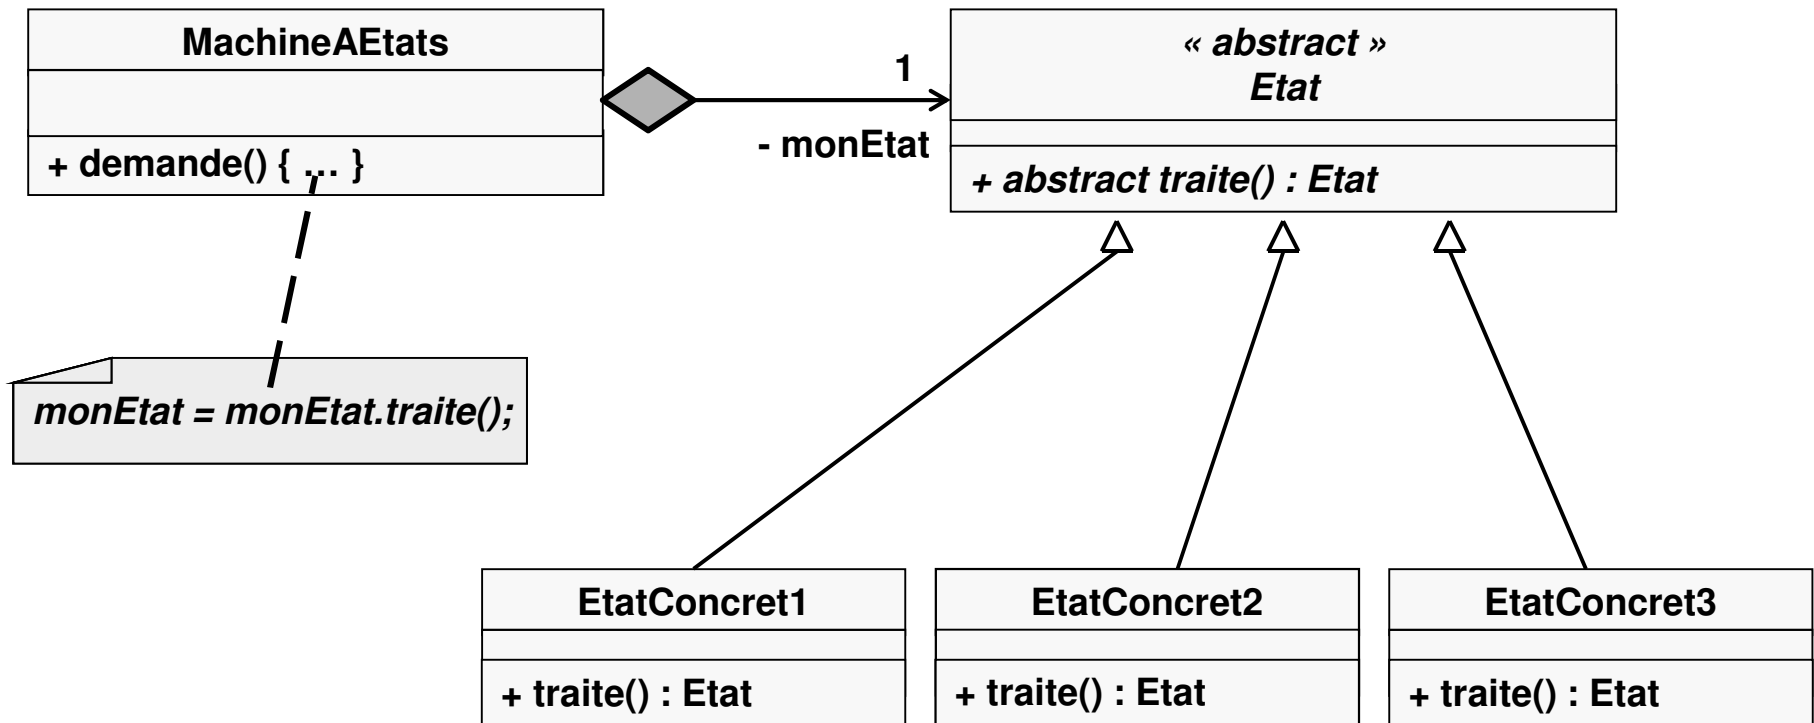 MachineAEtats
+ demande() { ... }
1
- monEtat
« abstract »
Etat
+ abstract traite() : Etat
monEtat = monEtat.traite();
EtatConcret1
+ traite() : Etat
EtatConcret2
+ traite() : Etat
EtatConcret3
+ traite() : Etat